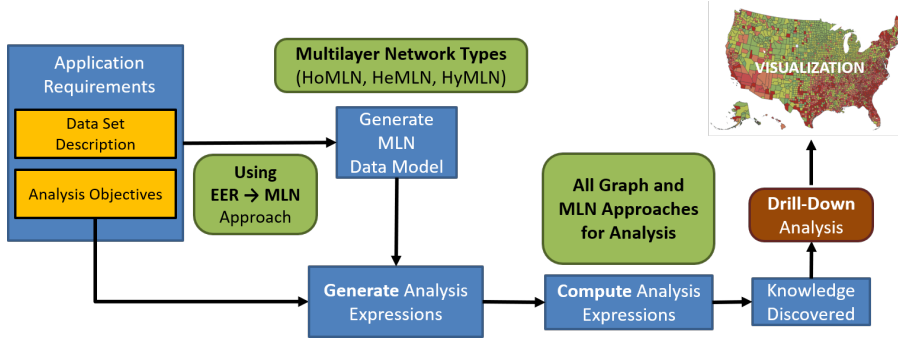 Application
Requirements
Data Set
Description
Analysis Objectives
Multilayer Network Types
(HoMLN, HeMLN, HyMLN)
Generate
MLN
Data Model
Using
EER → MLN
Approach
All Graph and
MLN Approaches
for Analysis
VISUALIZATION
Drill-Down
Analysis
Generate Analysis
Expressions
Compute Analysis
Expressions
Knowledge
Discovered